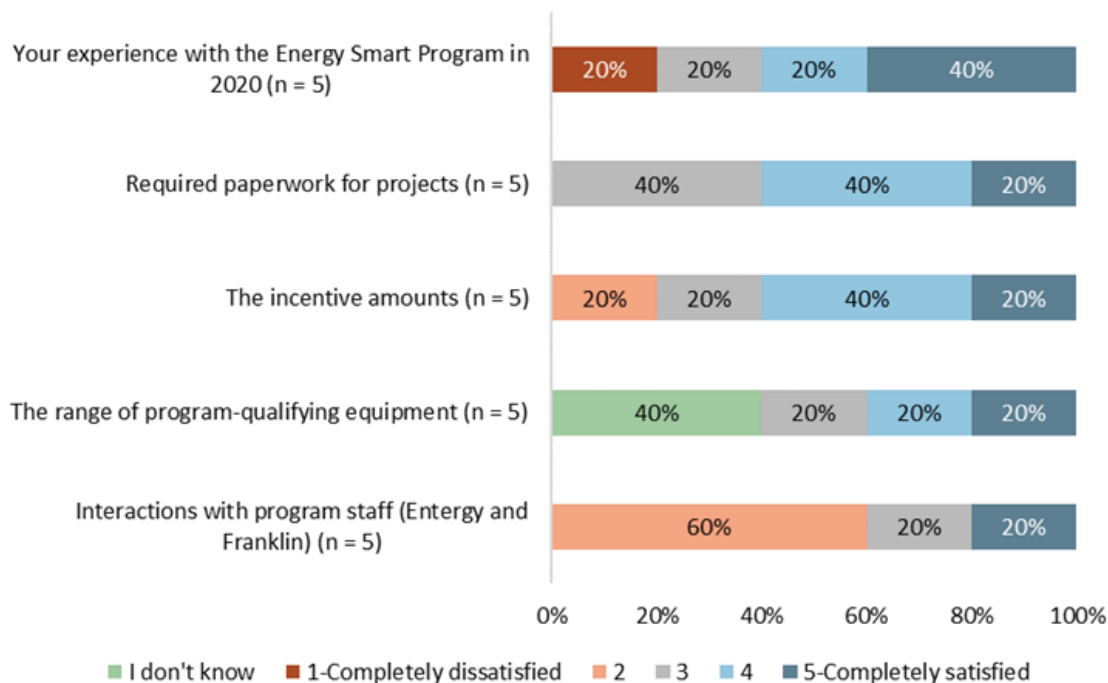 Your experience with the Energy Smart Program in
2020 (n = 5)
20% 20% 20% 40%
Required paperwork for projects (n = 5)
40% 40% 20%
The incentive amounts (n = 5)
20% 20% 40% 20%
The range of program-qualifying equipment (n = 5)
40% 20% 20% 20%
Interactions with program staff (Entergy and
Franklin) (n = 5)
60% 20% 20%
0% 20% 40% 60% 80% 100%
I don't know 1-Completely dissatisfied 2 3 4 5-Completely satisfied